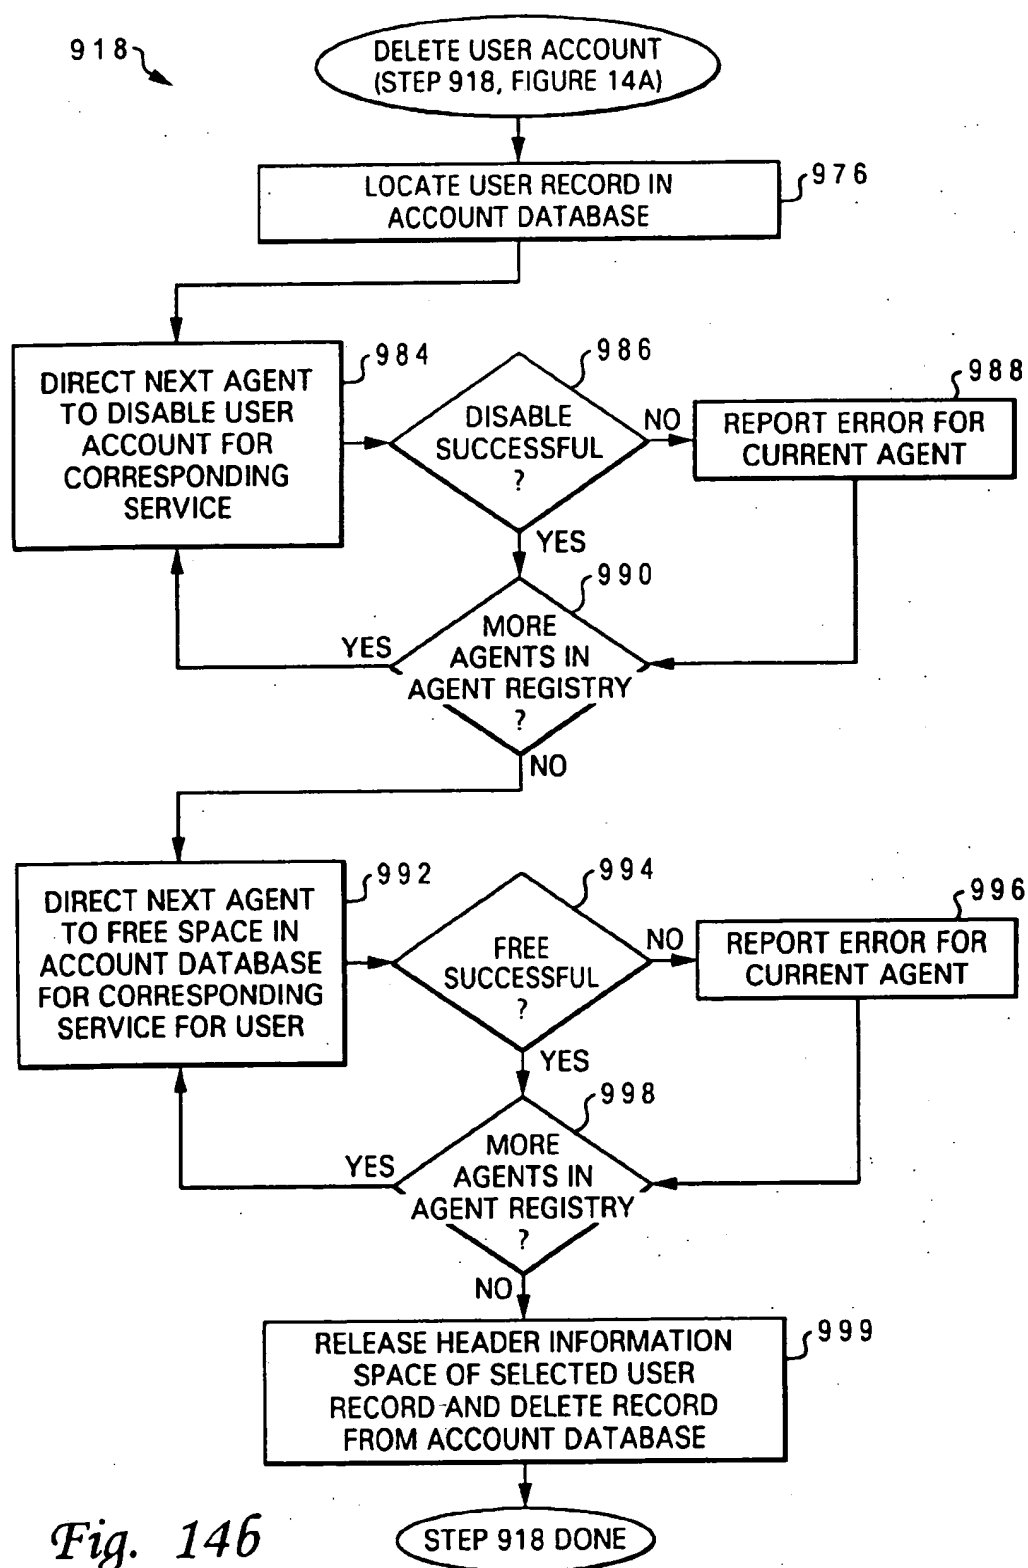 918
DELETE USER ACCOUNT
(STEP 918, FIGURE 14A)
LOCATE USER RECORD IN
ACCOUNT DATABASE
976
DIRECT NEXT AGENT
TO DISABLE USER
ACCOUNT FOR
CORRESPONDING
SERVICE
984
DISABLE
SUCCESSFUL
?
986
NO
REPORT ERROR FOR
CURRENT AGENT
988
YES
MORE
AGENTS IN
AGENT REGISTRY
?
990
YES
NO
DIRECT NEXT AGENT
TO FREE SPACE IN
ACCOUNT DATABASE
FOR CORRESPONDING
SERVICE FOR USER
992
FREE
SUCCESSFUL
?
994
NO
REPORT ERROR FOR
CURRENT AGENT
996
YES
MORE
AGENTS IN
AGENT REGISTRY
?
998
YES
NO
RELEASE HEADER INFORMATION
SPACE OF SELECTED USER
RECORD AND DELETE RECORD
FROM ACCOUNT DATABASE
999
STEP 918 DONE
Fig. 14b